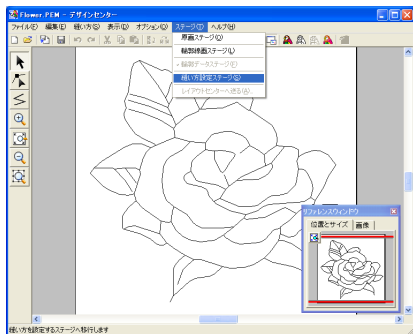 Flower.PEM - デザインセンター
ファイル(F) 編集(E) 縫い方(S) 表示(D) オプション(O) ステージ(T) ヘルプ(H)
原画ステージ(O)
輪郭線画ステージ(L)
輪郭データステージ(F)
縫い方設定ステージ(S)
レイアウトセンターへ送る(A)
リファレンスウィンドウ
位置とサイズ 画像
縫い方を設定するステージへ移行します